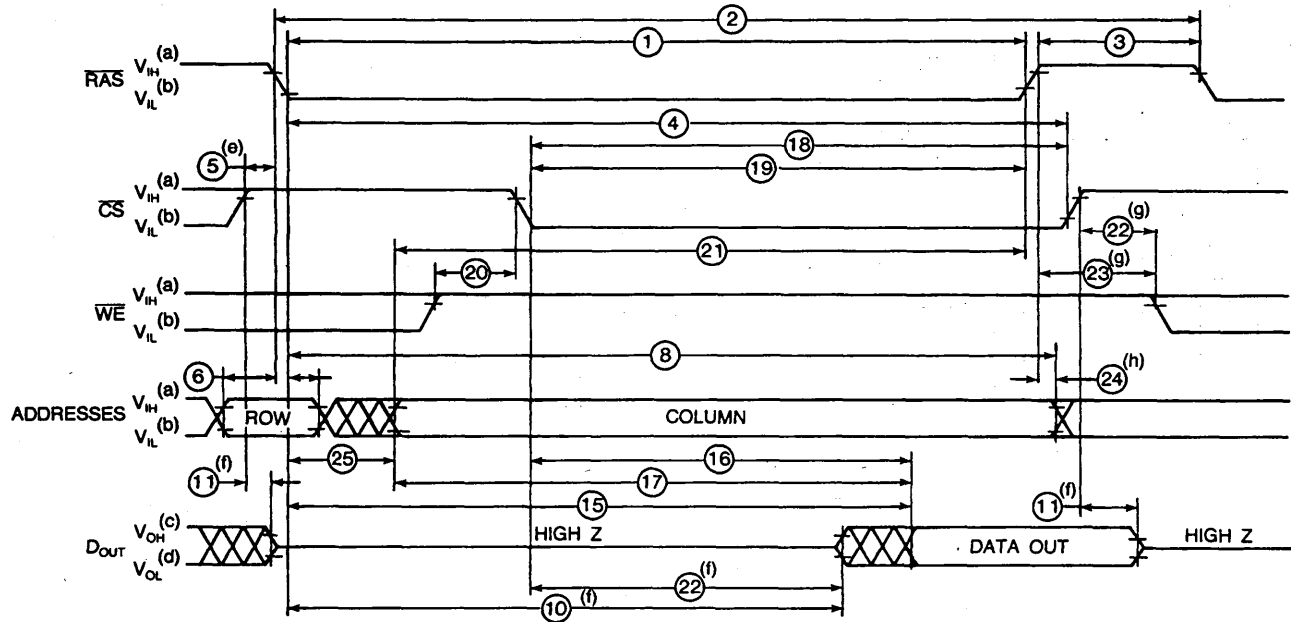 2
1
3
RAS V_IH(a)
V_IL(b)
4
18
5(e)
19
CS V_IH(a)
V_IL(b)
22(g)
21
20
23(g)
WE V_IH(a)
V_IL(b)
8
6
24(h)
ADDRESSES V_IH(a)
V_IL(b)
ROW
COLUMN
25
16
11(f)
17
15
11(f)
D_OUT V_OH(c)
V_OL(d)
HIGH Z
DATA OUT
HIGH Z
22(f)
10(f)